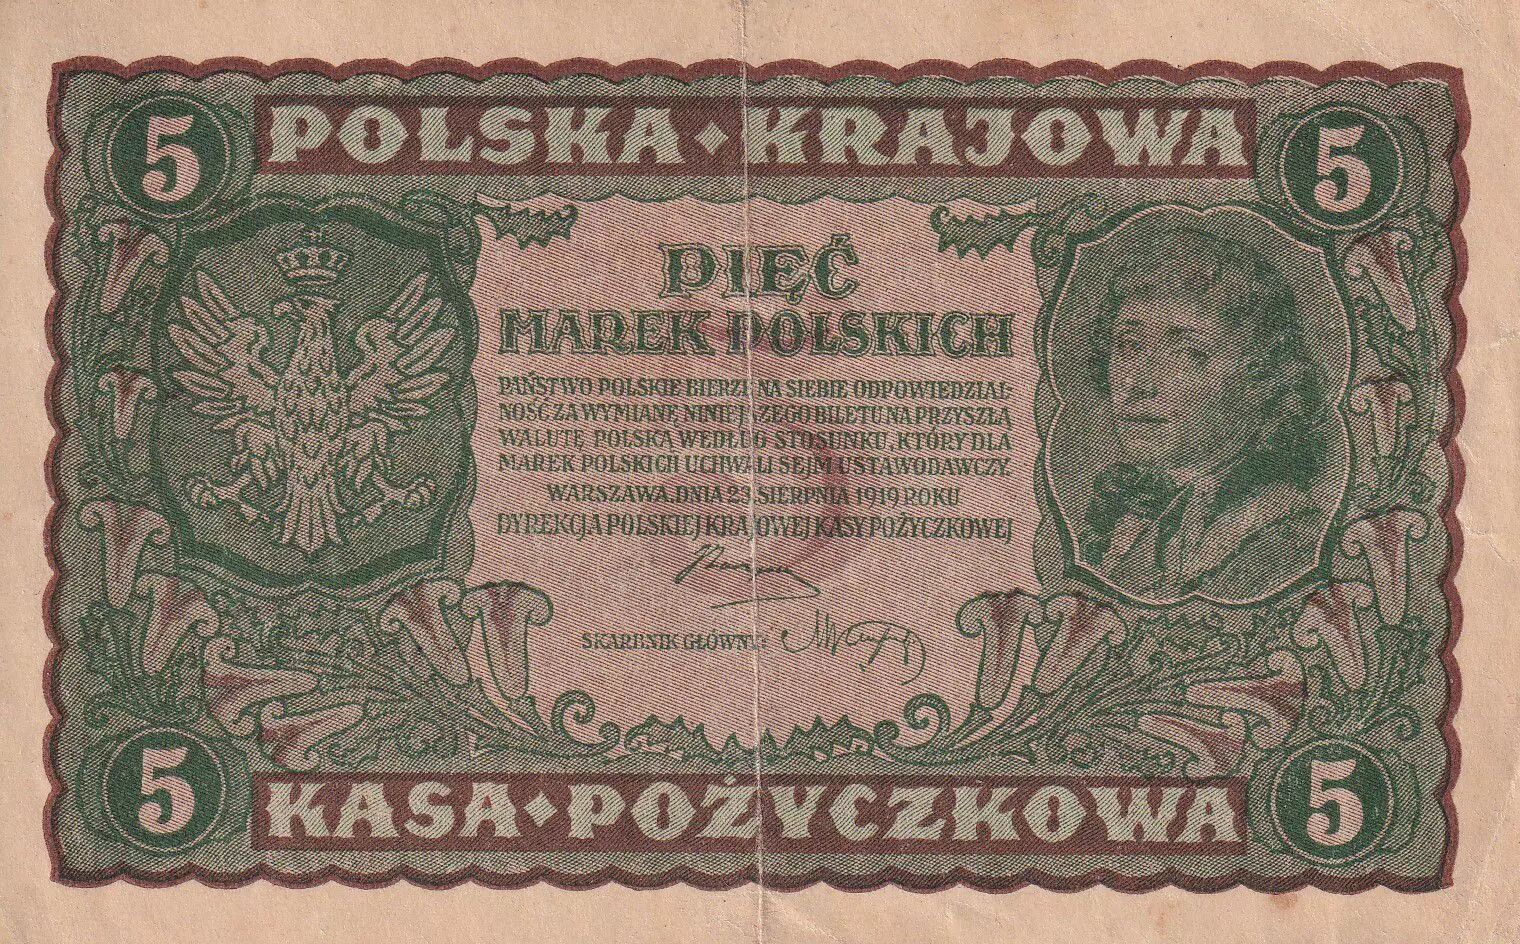 5 POLSKA ◆ KRAJOWA 5
PIĘĆ
MAREK POLSKICH
PAŃSTWO POLSKIE BIERZE NA SIEBIE ODPOWIEDZIAL-
NOŚĆ ZA WYMIANĘ NINIEJSZEGO BILETU NA PRZYSZŁĄ
WALUTĘ POLSKĄ WEDŁUG STOSUNKU, KTÓRY DLA
MAREK POLSKICH UCHWALI SEJM USTAWODAWCZY.
WARSZAWA, DNIA 23 SIERPNIA 1919 ROKU
DYREKCJA POLSKIEJ KRAJOWEJ KASY POŻYCZKOWEJ
SKARBNIK GŁÓWNY:
5 KASA ◆ POŻYCZKOWA 5